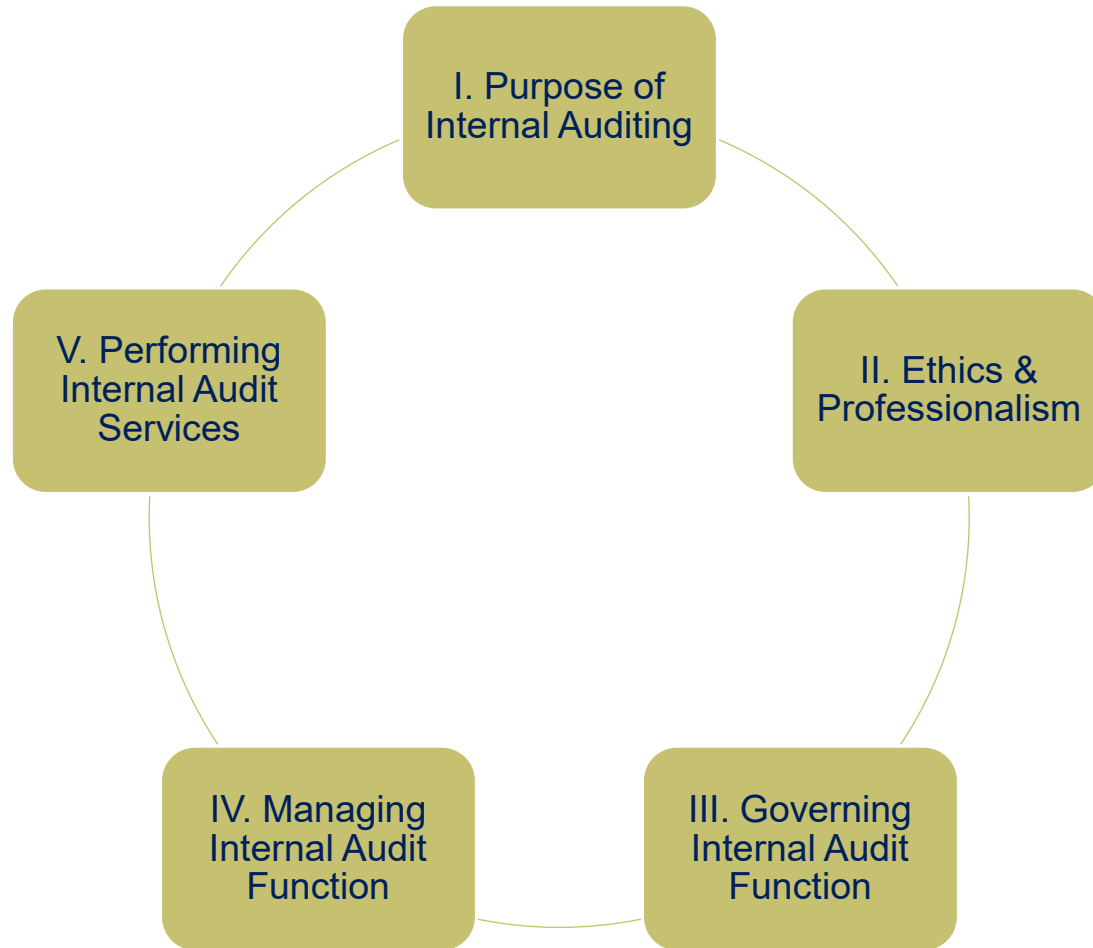 I. Purpose of
Internal Auditing
II. Ethics &
Professionalism
III. Governing
Internal Audit
Function
IV. Managing
Internal Audit
Function
V. Performing
Internal Audit
Services